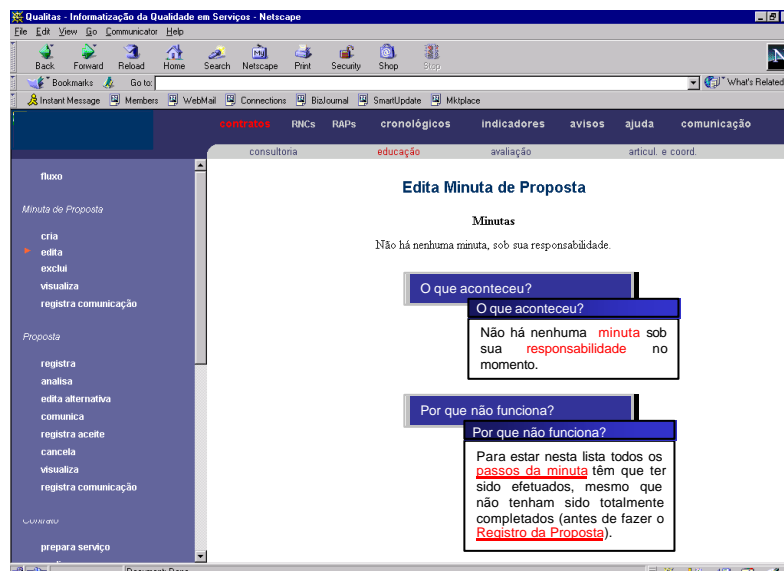 Qualitas - Informatização da Qualidade em Serviços - Netscape
File Edit View Go Communicator Help
Back Forward Reload Home Search Netscape Print Security Shop Stop
Bookmarks Go to: What's Related
Instant Message Members WebMail Connections BizJournal SmartUpdate Mktplace
contratos RNCs RAPs cronológicos indicadores avisos ajuda comunicação
consultoria educação avaliação articul. e coord.
fluxo
Minuta de Proposta
cria
edita
exclui
visualiza
registra comunicação
Proposta
registra
analisa
edita alternativa
comunica
registra aceite
cancela
visualiza
registra comunicação
Contrato
prepara serviço
Edita Minuta de Proposta
Minutas
Não há nenhuma minuta, sob sua responsabilidade.
O que aconteceu?
O que aconteceu?
Não há nenhuma minuta sob
sua responsabilidade no
momento.
Por que não funciona?
Por que não funciona?
Para estar nesta lista todos os
passos da minuta têm que ter
sido efetuados, mesmo que
não tenham sido totalmente
completados (antes de fazer o
Registro da Proposta).
Document: Done